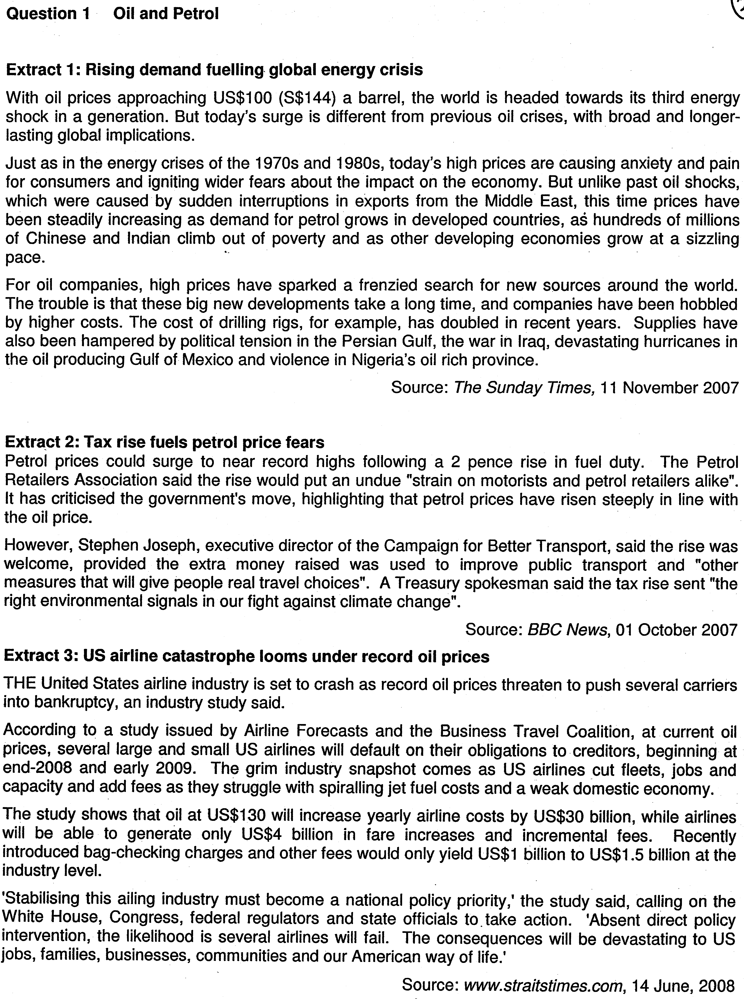 Question 1 Oil and Petrol
Extract 1: Rising demand fuelling global energy crisis
With oil prices approaching US$100 (S$144) a barrel, the world is headed towards its third energy
shock in a generation. But today's surge is different from previous oil crises, with broad and longer-
lasting global implications.
Just as in the energy crises of the 1970s and 1980s, today's high prices are causing anxiety and pain
for consumers and igniting wider fears about the impact on the economy. But unlike past oil shocks,
which were caused by sudden interruptions in exports from the Middle East, this time prices have
been steadily increasing as demand for petrol grows in developed countries, as hundreds of millions
of Chinese and Indian climb out of poverty and as other developing economies grow at a sizzling
pace.
For oil companies, high prices have sparked a frenzied search for new sources around the world.
The trouble is that these big new developments take a long time, and companies have been hobbled
by higher costs. The cost of drilling rigs, for example, has doubled in recent years. Supplies have
also been hampered by political tension in the Persian Gulf, the war in Iraq, devastating hurricanes in
the oil producing Gulf of Mexico and violence in Nigeria's oil rich province.
Source: The Sunday Times, 11 November 2007
Extract 2: Tax rise fuels petrol price fears
Petrol prices could surge to near record highs following a 2 pence rise in fuel duty. The Petrol
Retailers Association said the rise would put an undue "strain on motorists and petrol retailers alike".
It has criticised the government's move, highlighting that petrol prices have risen steeply in line with
the oil price.
However, Stephen Joseph, executive director of the Campaign for Better Transport, said the rise was
welcome, provided the extra money raised was used to improve public transport and "other
measures that will give people real travel choices". A Treasury spokesman said the tax rise sent "the
right environmental signals in our fight against climate change".
Source: BBC News, 01 October 2007
Extract 3: US airline catastrophe looms under record oil prices
THE United States airline industry is set to crash as record oil prices threaten to push several carriers
into bankruptcy, an industry study said.
According to a study issued by Airline Forecasts and the Business Travel Coalition, at current oil
prices, several large and small US airlines will default on their obligations to creditors, beginning at
end-2008 and early 2009. The grim industry snapshot comes as US airlines cut fleets, jobs and
capacity and add fees as they struggle with spiralling jet fuel costs and a weak domestic economy.
The study shows that oil at US$130 will increase yearly airline costs by US$30 billion, while airlines
will be able to generate only US$4 billion in fare increases and incremental fees. Recently
introduced bag-checking charges and other fees would only yield US$1 billion to US$1.5 billion at the
industry level.
'Stabilising this ailing industry must become a national policy priority,' the study said, calling on the
White House, Congress, federal regulators and state officials to take action. 'Absent direct policy
intervention, the likelihood is several airlines will fail. The consequences will be devastating to US
jobs, families, businesses, communities and our American way of life.'
Source: www.straitstimes.com, 14 June, 2008